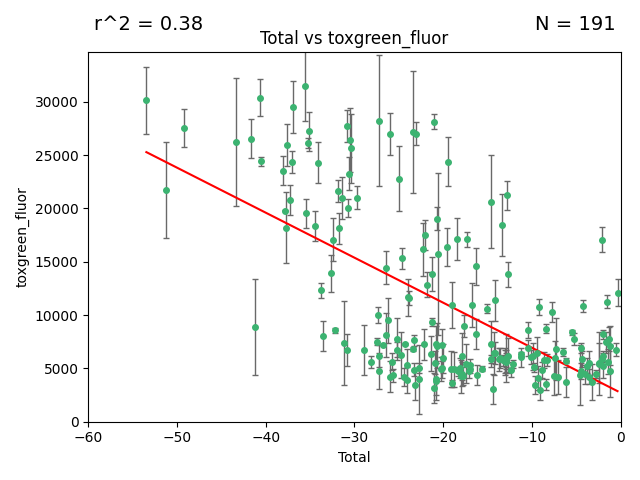 r^2 = 0.38
N = 191
Total vs toxgreen_fluor
toxgreen_fluor
30000
25000
20000
15000
10000
5000
0
−60
−50
−40
−30
−20
−10
0
Total